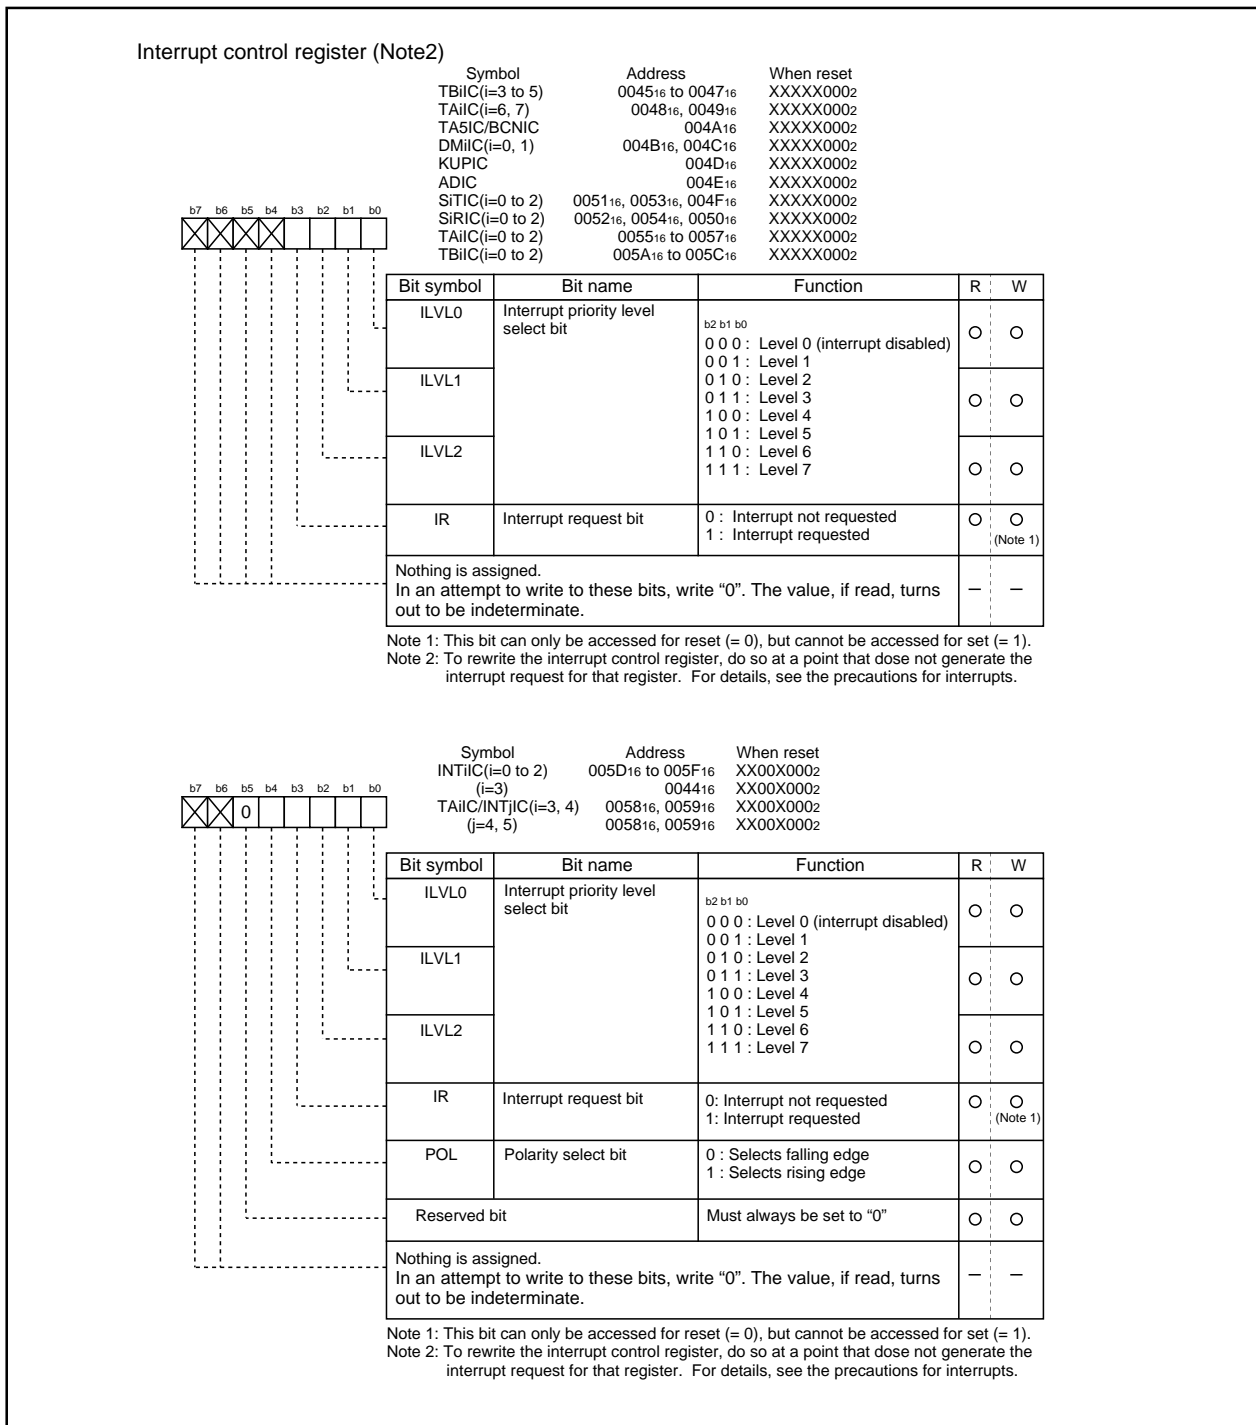 Interrupt control register (Note2)
Symbol Address When reset
TBiIC(i=3 to 5) 004516 to 004716 XXXXX0002
TAiIC(i=6, 7) 004816, 004916 XXXXX0002
TA5IC/BCNIC 004A16 XXXXX0002
DMiIC(i=0, 1) 004B16, 004C16 XXXXX0002
KUPIC 004D16 XXXXX0002
ADIC 004E16 XXXXX0002
SiTIC(i=0 to 2) 005116, 005316, 004F16 XXXXX0002
SiRIC(i=0 to 2) 005216, 005416, 005016 XXXXX0002
TAiIC(i=0 to 2) 005516 to 005716 XXXXX0002
TBiIC(i=0 to 2) 005A16 to 005C16 XXXXX0002
b7 b6 b5 b4 b3 b2 b1 b0
Bit symbol Bit name Function R W
ILVL0 Interrupt priority level
select bit
b2 b1 b0
0 0 0 : Level 0 (interrupt disabled)
0 0 1 : Level 1
ILVL1 0 1 0 : Level 2
0 1 1 : Level 3
1 0 0 : Level 4
1 0 1 : Level 5
ILVL2 1 1 0 : Level 6
1 1 1 : Level 7
IR Interrupt request bit 0 : Interrupt not requested
1 : Interrupt requested (Note 1)
Nothing is assigned.
In an attempt to write to these bits, write “0”. The value, if read, turns
out to be indeterminate. – –
Note 1: This bit can only be accessed for reset (= 0), but cannot be accessed for set (= 1).
Note 2: To rewrite the interrupt control register, do so at a point that dose not generate the
interrupt request for that register. For details, see the precautions for interrupts.
Symbol Address When reset
INTiIC(i=0 to 2) 005D16 to 005F16 XX00X0002
(i=3) 004416 XX00X0002
TAiIC/INTjIC(i=3, 4) 005816, 005916 XX00X0002
(j=4, 5) 005816, 005916 XX00X0002
b7 b6 b5 b4 b3 b2 b1 b0
0
Bit symbol Bit name Function R W
ILVL0 Interrupt priority level
select bit
b2 b1 b0
0 0 0 : Level 0 (interrupt disabled)
0 0 1 : Level 1
ILVL1 0 1 0 : Level 2
0 1 1 : Level 3
1 0 0 : Level 4
1 0 1 : Level 5
ILVL2 1 1 0 : Level 6
1 1 1 : Level 7
IR Interrupt request bit 0: Interrupt not requested
1: Interrupt requested (Note 1)
POL Polarity select bit 0 : Selects falling edge
1 : Selects rising edge
Reserved bit Must always be set to “0”
Nothing is assigned.
In an attempt to write to these bits, write “0”. The value, if read, turns
out to be indeterminate. – –
Note 1: This bit can only be accessed for reset (= 0), but cannot be accessed for set (= 1).
Note 2: To rewrite the interrupt control register, do so at a point that dose not generate the
interrupt request for that register. For details, see the precautions for interrupts.